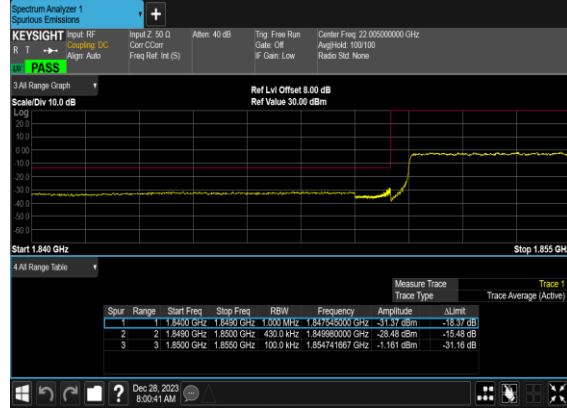 Spectrum Analyzer 1
Spurious Emissions
KEYSIGHT Input: RF Input Z: 50 Ω Atten: 40 dB Trig: Free Run Center Freq: 22.005000000 GHz
R T Coupling: DC Corr CCorr Gate: Off Avg|Hold: 100/100
Align: Auto Freq Ref: Int (S) IF Gain: Low Radio Std: None
LW PASS
3 All Range Graph
Ref Lvl Offset 8.00 dB
Scale/Div 10.0 dB Ref Value 30.00 dBm
Log
20.0
10.0
0.00
-10.0
-20.0
-30.0
-40.0
-50.0
-60.0
Start 1.840 GHz Stop 1.855 GH
4 All Range Table
Measure Trace Trace 1
Trace Type Trace Average (Active)
Spur Range Start Freq Stop Freq RBW Frequency Amplitude ΔLimit
1 1 1.8400 GHz 1.8490 GHz 1.000 MHz 1.847545000 GHz -31.37 dBm -18.37 dB
2 2 1.8490 GHz 1.8500 GHz 430.0 kHz 1.849980000 GHz -28.48 dBm -15.48 dB
3 3 1.8500 GHz 1.8550 GHz 100.0 kHz 1.854741667 GHz -1.161 dBm -31.16 dB
? Dec 28, 2023
8:00:41 AM